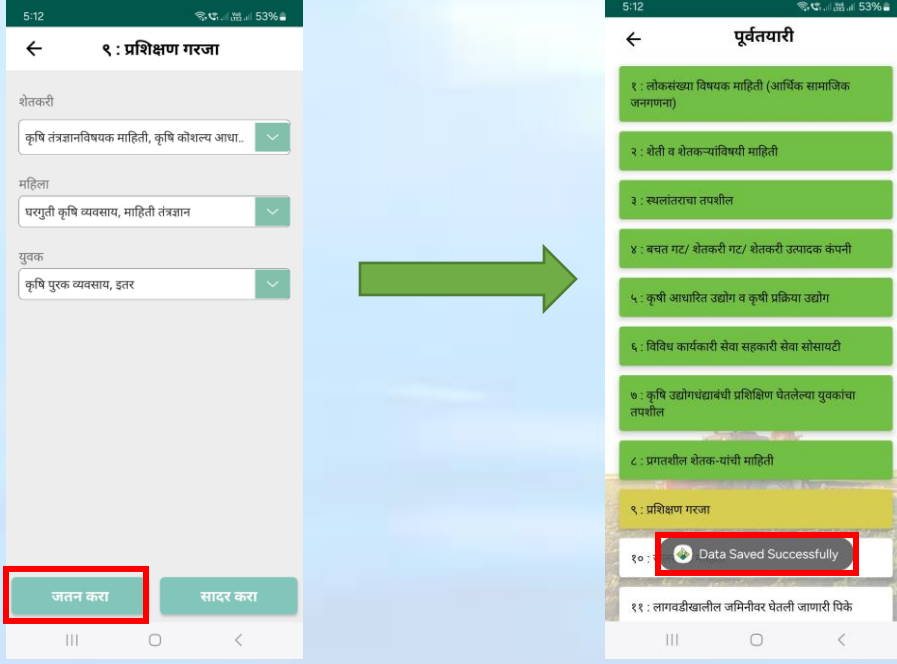 5:12
53%
९ : प्रशिक्षण गरजा
शेतकरी
कृषि तंत्रज्ञानविषयक माहिती, कृषि कोशल्य आधा..
महिला
घरगुती कृषि व्यवसाय, माहिती तंत्रज्ञान
युवक
कृषि पुरक व्यवसाय, इतर
जतन करा
सादर करा
5:12
53%
पूर्वतयारी
१ : लोकसंख्या विषयक माहिती (आर्थिक सामाजिक
जनगणना)
२ : शेती व शेतकऱ्यांविषयी माहिती
३ : स्थलांतराचा तपशील
४ : बचत गट/ शेतकरी गट/ शेतकरी उत्पादक कंपनी
५ : कृषी आधारित उद्योग व कृषी प्रक्रिया उद्योग
६ : विविध कार्यकारी सेवा सहकारी सेवा सोसायटी
७ : कृषि उद्योगधंद्याबंधी प्रशिक्षिण घेतलेल्या युवकांचा
तपशील
८ : प्रगतशील शेतक-यांची माहिती
९ : प्रशिक्षण गरजा
१० :
Data Saved Successfully
११ : लागवडीखालील जमिनीवर घेतली जाणारी पिके